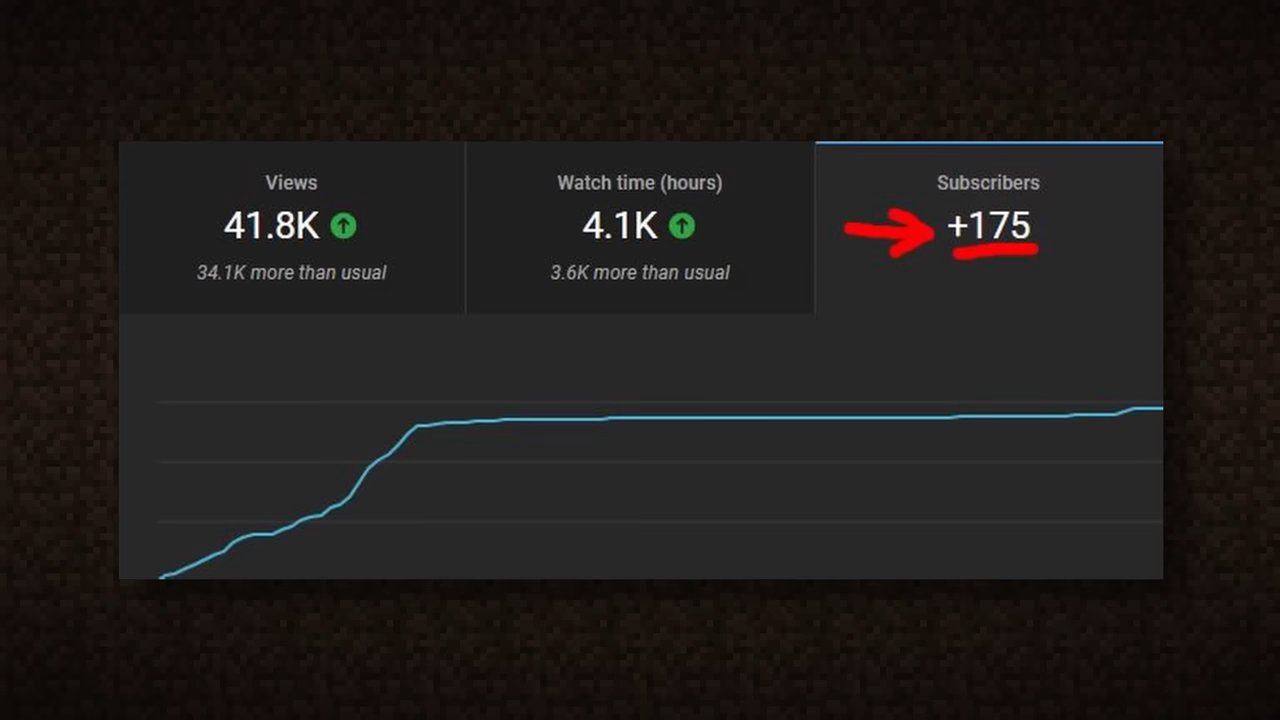 Views
41.8K
34.1K more than usual
Watch time (hours)
4.1K
3.6K more than usual
Subscribers
+175